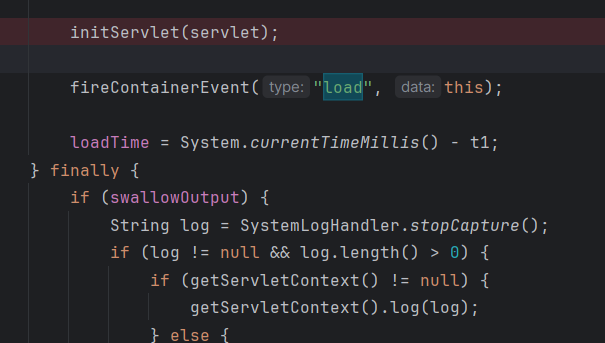 initServlet(servlet);
fireContainerEvent( type: "load", data: this);
loadTime = System.currentTimeMillis() - t1;
} finally {
if (swallowOutput) {
String log = SystemLogHandler.stopCapture();
if (log != null && log.length() > 0) {
if (getServletContext() != null) {
getServletContext().log(log);
} else {